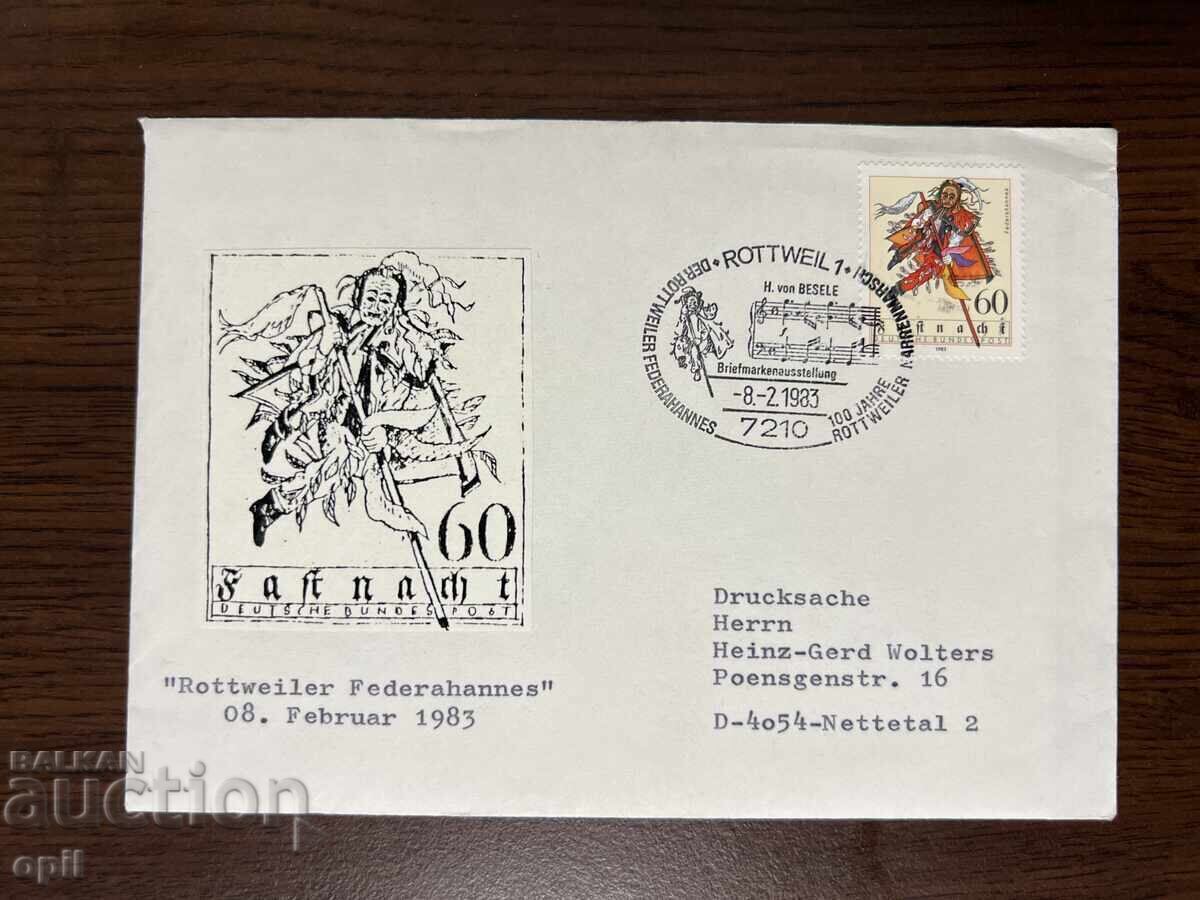 Federahannes
60
Fastnacht
DEUTSCHE BUNDESPOST
1983
ROTTWEIL 1
DER ROTTWEILER FEDERAHANNES
H. von BESELE
Briefmarkenausstellung
-8.-2.1983
7210
100 JAHRE
ROTTWEILER NARRENMARSCH
60
Fastnacht
DEUTSCHE BUNDESPOST
"Rottweiler Federahannes"
08. Februar 1983
Drucksache
Herrn
Heinz-Gerd Wolters
Poensgenstr. 16
D-4o54-Nettetal 2
BALKAN
auction
opil